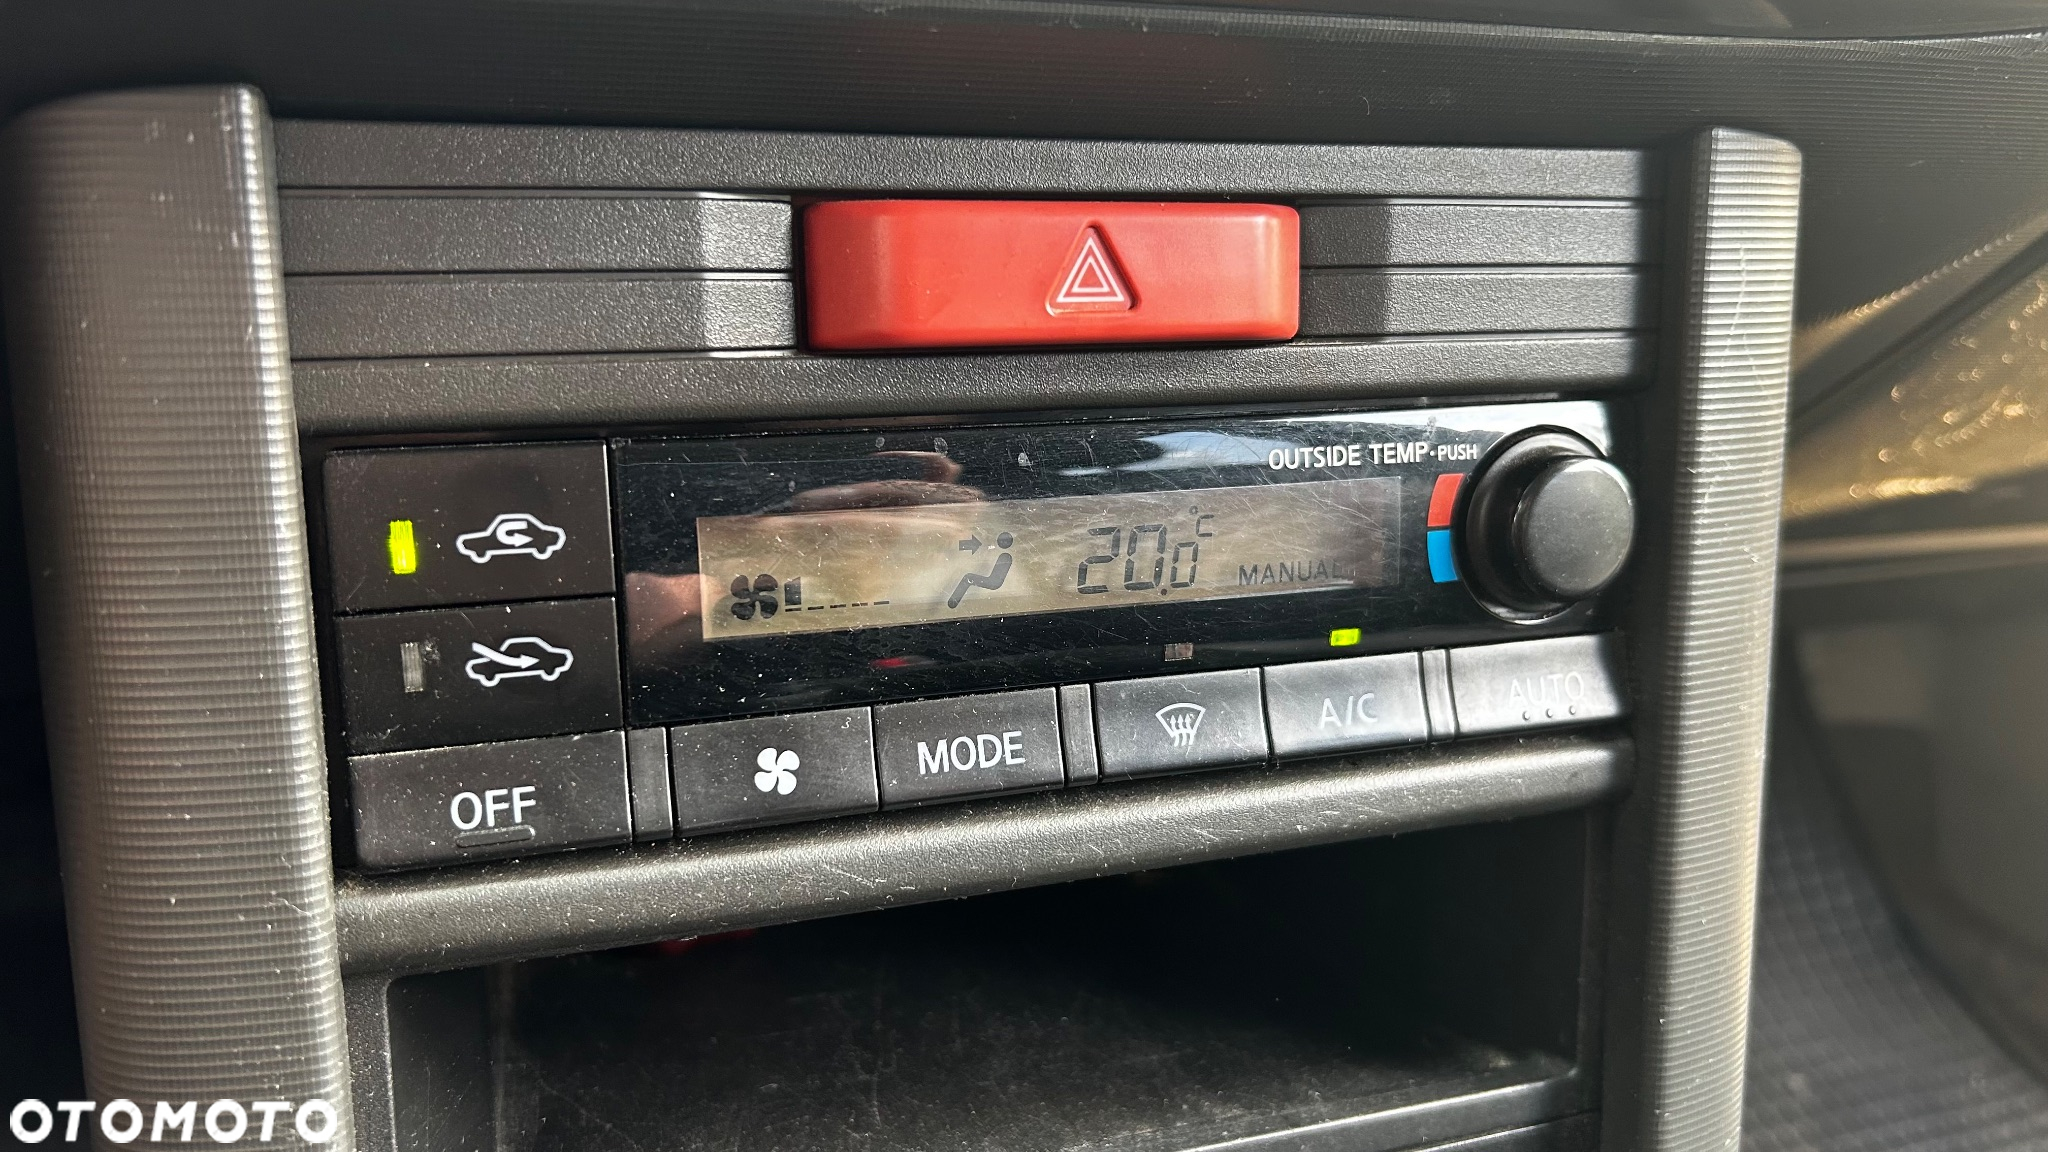 OUTSIDE TEMP·PUSH
20.0°C
MANUAL
OFF
MODE
A/C
AUTO
OTOMOTO